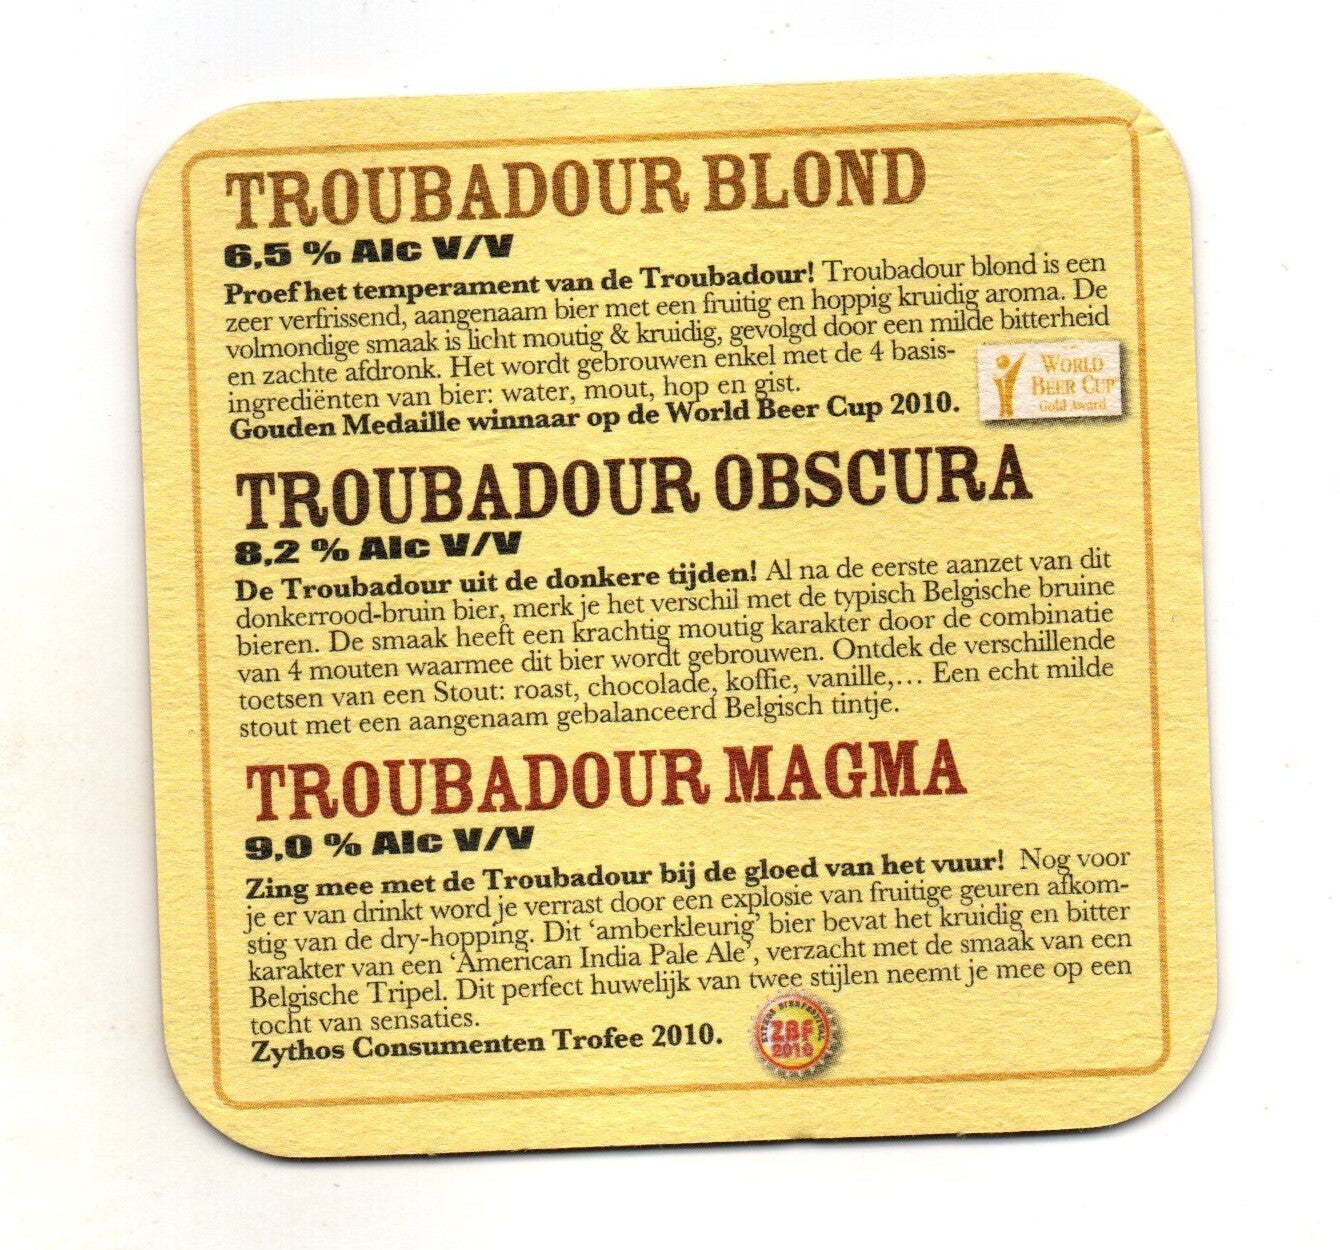 TROUBADOUR BLOND
6,5 % Alc V/V
Proef het temperament van de Troubadour! Troubadour blond is een
zeer verfrissend, aangenaam bier met een fruitig en hoppig kruidig aroma. De
volmondige smaak is licht moutig & kruidig, gevolgd door een milde bitterheid
en zachte afdronk. Het wordt gebrouwen enkel met de 4 basis-
ingrediënten van bier: water, mout, hop en gist.
Gouden Medaille winnaar op de World Beer Cup 2010.
WORLD
BEER CUP
Gold Award
TROUBADOUR OBSCURA
8,2 % Alc V/V
De Troubadour uit de donkere tijden! Al na de eerste aanzet van dit
donkerrood-bruin bier, merk je het verschil met de typisch Belgische bruine
bieren. De smaak heeft een krachtig moutig karakter door de combinatie
van 4 mouten waarmee dit bier wordt gebrouwen. Ontdek de verschillende
toetsen van een Stout: roast, chocolade, koffie, vanille,… Een echt milde
stout met een aangenaam gebalanceerd Belgisch tintje.
TROUBADOUR MAGMA
9,0 % Alc V/V
Zing mee met de Troubadour bij de gloed van het vuur! Nog voor
je er van drinkt word je verrast door een explosie van fruitige geuren afkom-
stig van de dry-hopping. Dit ‘amberkleurig’ bier bevat het kruidig en bitter
karakter van een ‘American India Pale Ale’, verzacht met de smaak van een
Belgische Tripel. Dit perfect huwelijk van twee stijlen neemt je mee op een
tocht van sensaties.
Zythos Consumenten Trofee 2010.
ZYTHOS BIERFESTIVAL
ZBF
2010